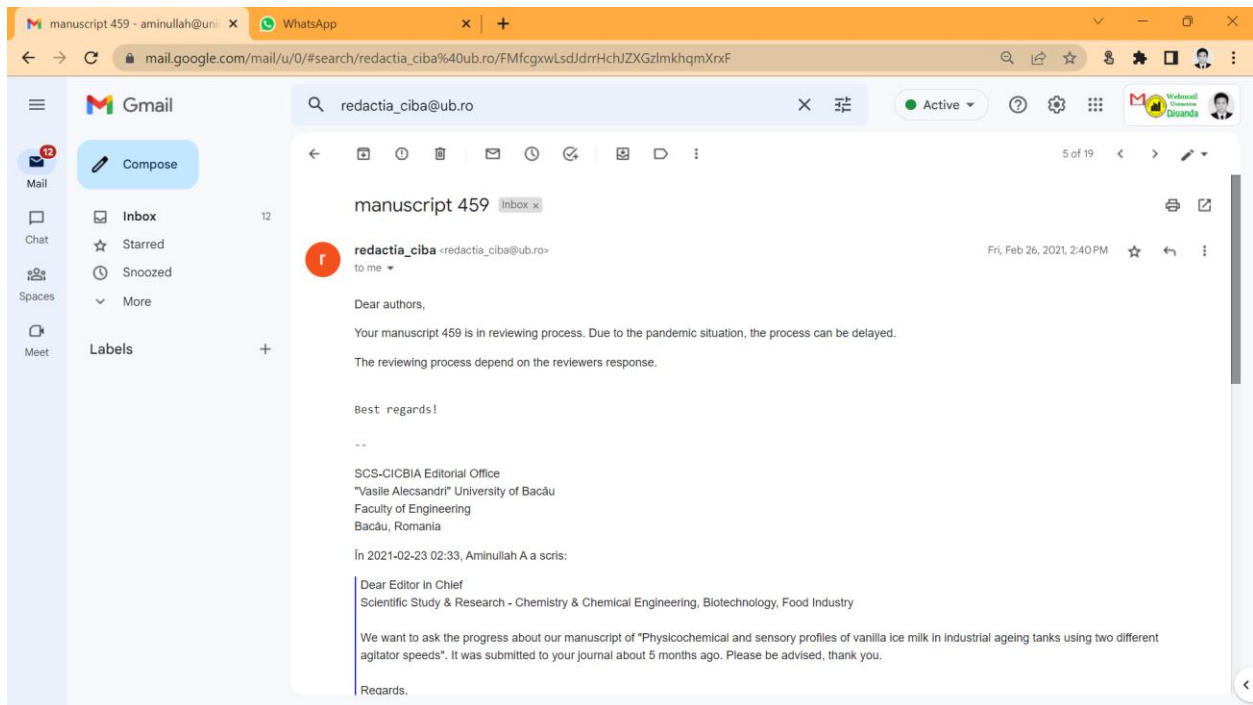 manuscript 459 - aminullah@uni
WhatsApp
mail.google.com/mail/u/0/#search/redactia_ciba%40ub.ro/FMfcgxwLsdJdrrHchJZXGzlmkhqmXrxF
Gmail
redactia_ciba@ub.ro
Active
Webmail
Universitas
Djuanda
12
Mail
Chat
Spaces
Meet
Compose
Inbox 12
Starred
Snoozed
More
Labels
5 of 19
manuscript 459 Inbox x
r
redactia_ciba <redactia_ciba@ub.ro>
Fri, Feb 26, 2021, 2:40 PM
to me
Dear authors,
Your manuscript 459 is in reviewing process. Due to the pandemic situation, the process can be delayed.
The reviewing process depend on the reviewers response.
Best regards!
--
SCS-CICBIA Editorial Office
"Vasile Alecsandri" University of Bacău
Faculty of Engineering
Bacău, Romania
În 2021-02-23 02:33, Aminullah A a scris:
Dear Editor in Chief
Scientific Study & Research - Chemistry & Chemical Engineering, Biotechnology, Food Industry
We want to ask the progress about our manuscript of "Physicochemical and sensory profiles of vanilla ice milk in industrial ageing tanks using two different
agitator speeds". It was submitted to your journal about 5 months ago. Please be advised, thank you.
Regards,